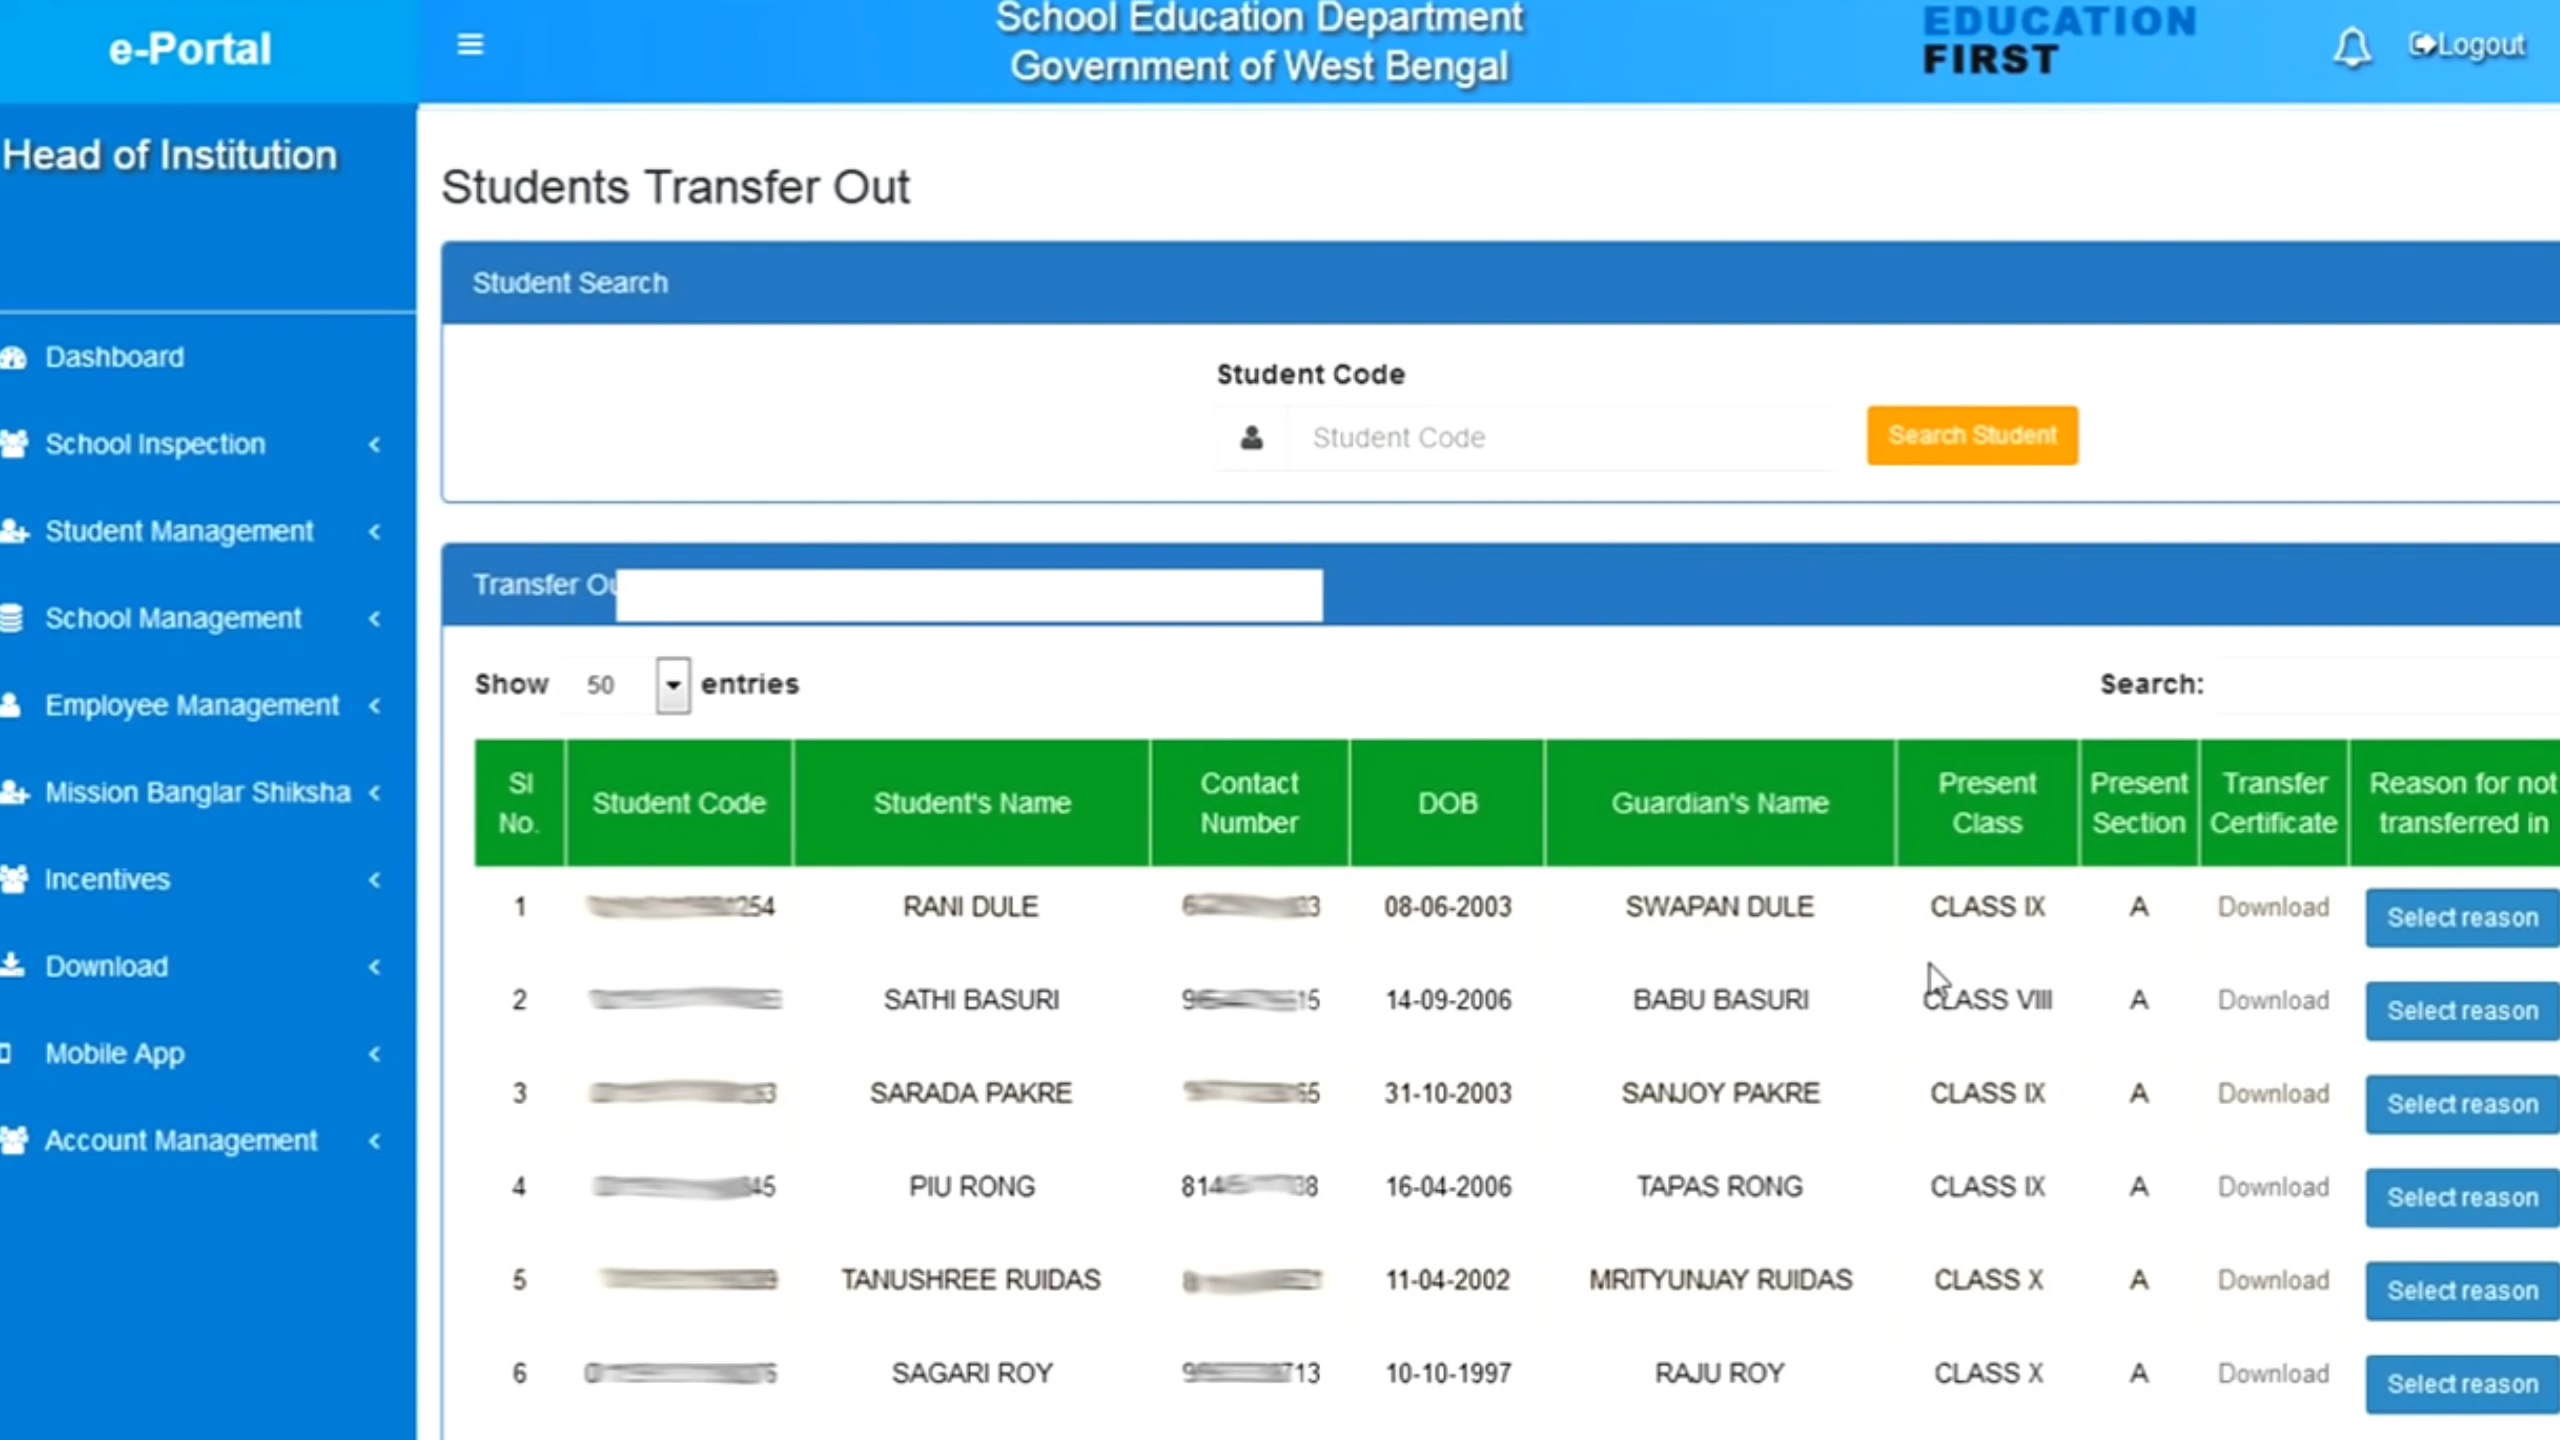 e-Portal
School Education Department
Government of West Bengal
EDUCATION
FIRST
Logout
Head of Institution
Dashboard
School Inspection
Student Management
School Management
Employee Management
Mission Banglar Shiksha
Incentives
Download
Mobile App
Account Management
Students Transfer Out
Student Search
Student Code
Student Code
Search Student
Transfer
Show 50 entries
Search:
Sl No. Student Code Student's Name Contact Number DOB Guardian's Name Present Class Present Section Transfer Certificate Reason for not transferred in
1 RANI DULE 08-06-2003 SWAPAN DULE CLASS IX A Download Select reason
2 SATHI BASURI 14-09-2006 BABU BASURI CLASS VIII A Download Select reason
3 SARADA PAKRE 31-10-2003 SANJOY PAKRE CLASS IX A Download Select reason
4 PIU RONG 16-04-2006 TAPAS RONG CLASS IX A Download Select reason
5 TANUSHREE RUIDAS 11-04-2002 MRITYUNJAY RUIDAS CLASS X A Download Select reason
6 SAGARI ROY 10-10-1997 RAJU ROY CLASS X A Download Select reason